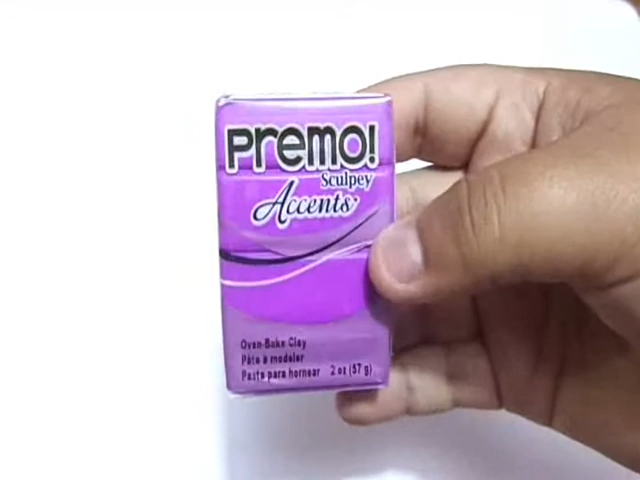 Premo!
Sculpey
Accents
Oven-Bake Clay
Pâte à modeler
Pasta para hornear 2 oz (57 g)